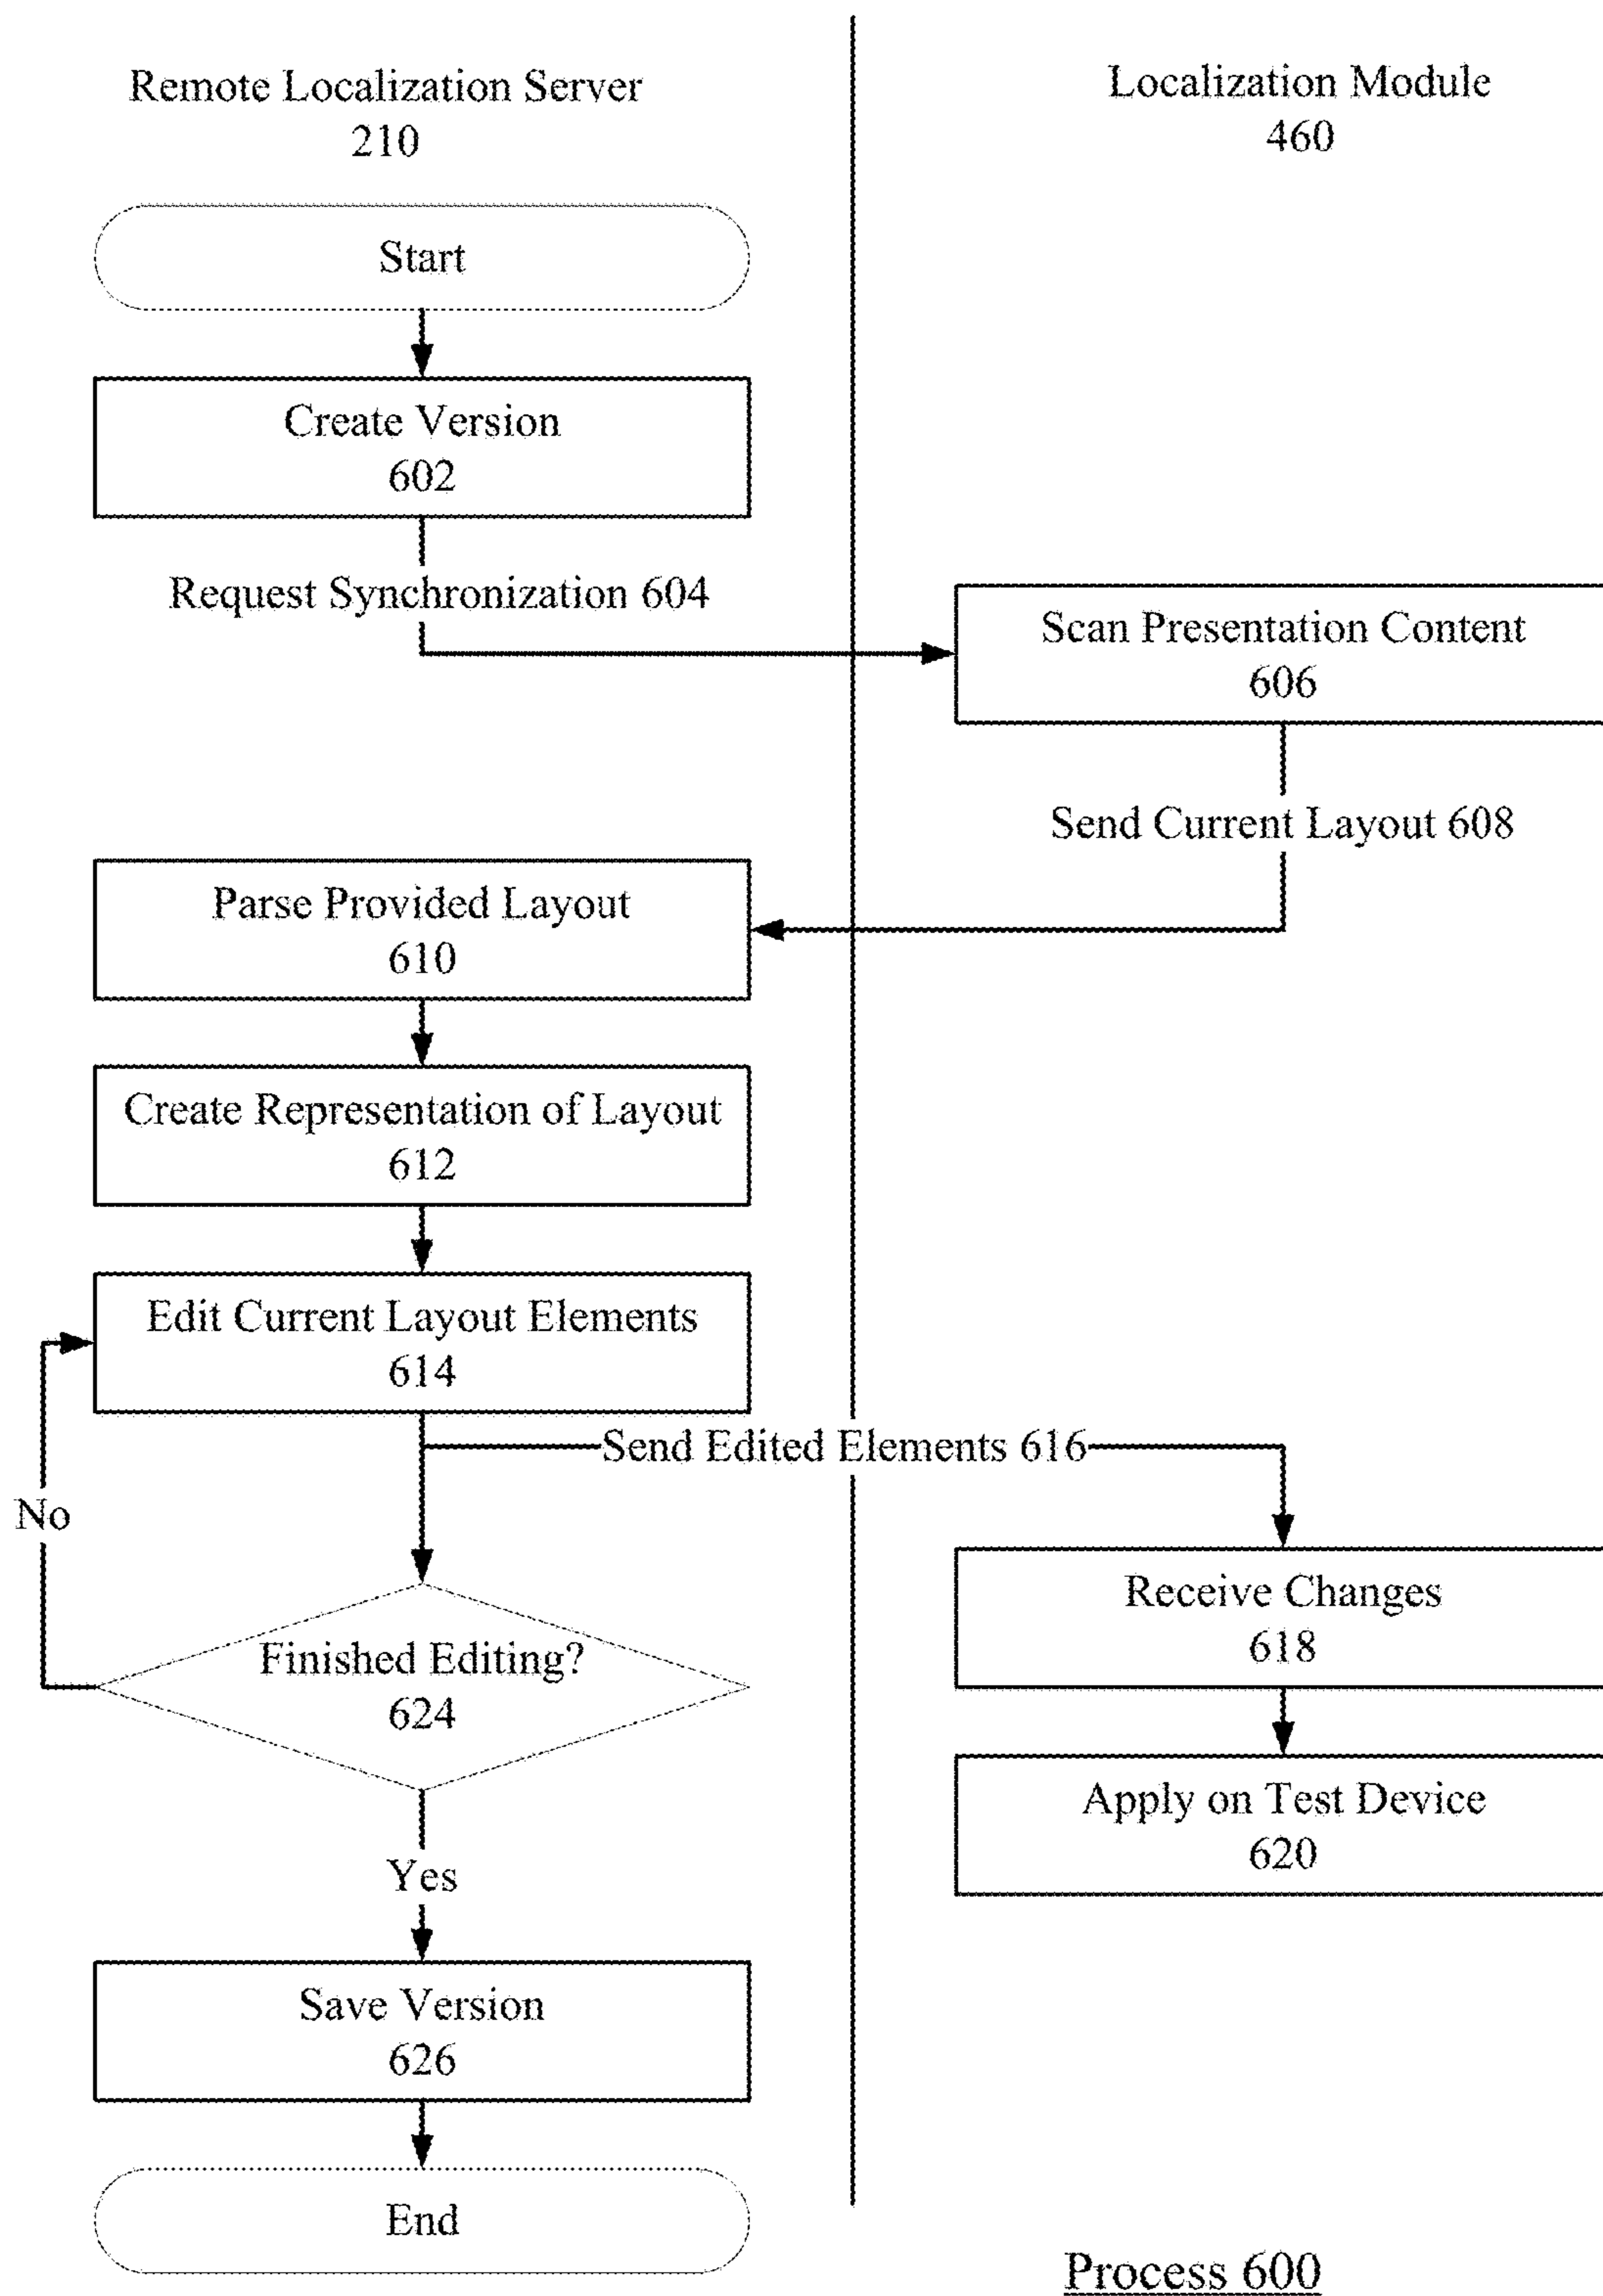 Remote Localization Server
210
Localization Module
460
Start
Create Version
602
Request Synchronization 604
Scan Presentation Content
606
Send Current Layout 608
Parse Provided Layout
610
Create Representation of Layout
612
Edit Current Layout Elements
614
Send Edited Elements 616
No
Receive Changes
618
Finished Editing?
624
Apply on Test Device
620
Yes
Save Version
626
End
Process 600